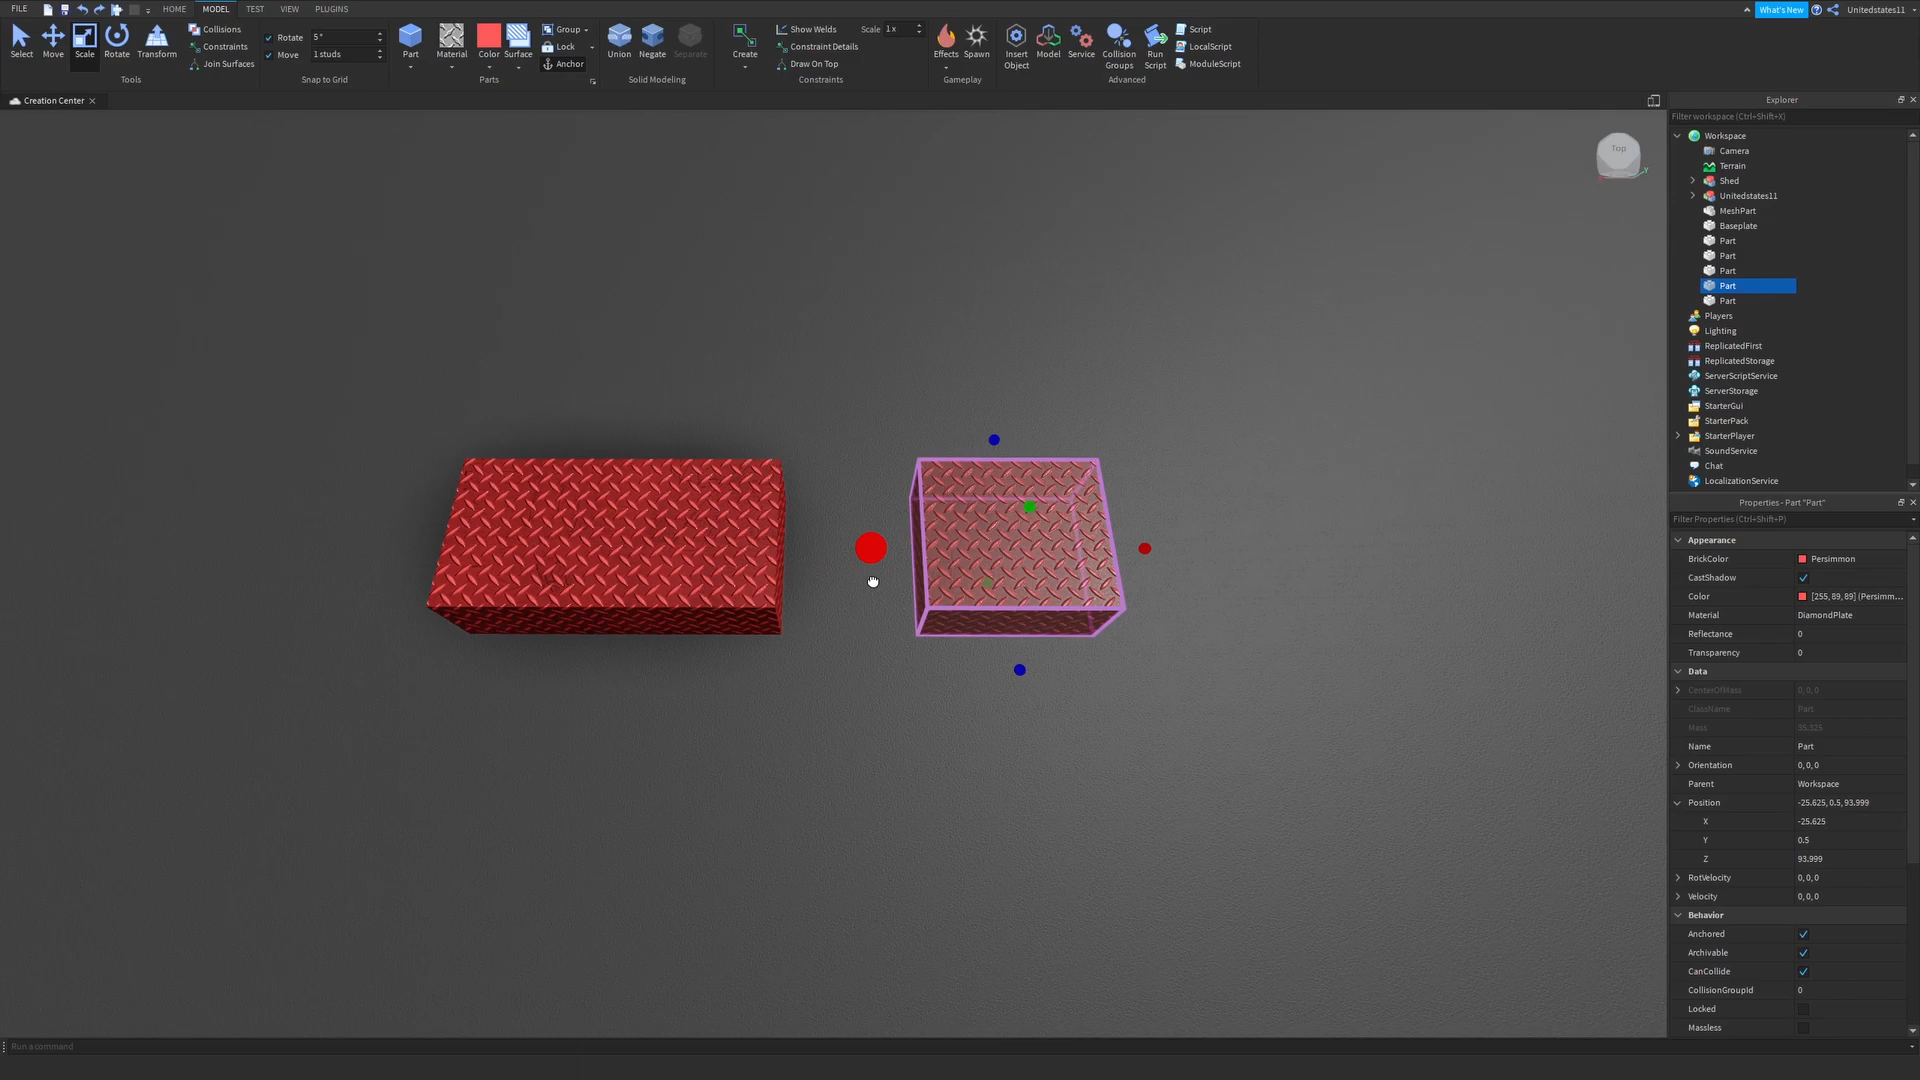 FILE HOME MODEL TEST VIEW PLUGINS What's New Unitedstates11
Select Move Scale Rotate Transform
Collisions
Constraints
Join Surfaces
Tools
Rotate 5°
Move 1 studs
Snap to Grid
Part Material Color Surface
Group
Lock
Anchor
Parts
Union Negate Separate
Solid Modeling
Create
Show Welds Scale 1x
Constraint Details
Draw On Top
Constraints
Effects Spawn
Gameplay
Insert Object Model Service Collision Groups Run Script
Script
LocalScript
ModuleScript
Advanced
Creation Center
Top
Y
Explorer
Filter workspace (Ctrl+Shift+X)
Workspace
Camera
Terrain
Shed
Unitedstates11
MeshPart
Baseplate
Part
Part
Part
Part
Part
Players
Lighting
ReplicatedFirst
ReplicatedStorage
ServerScriptService
ServerStorage
StarterGui
StarterPack
StarterPlayer
SoundService
Chat
LocalizationService
Properties - Part "Part"
Filter Properties (Ctrl+Shift+P)
Appearance
BrickColor Persimmon
CastShadow
Color [255, 89, 89] (Persimm...
Material DiamondPlate
Reflectance 0
Transparency 0
Data
CenterOfMass 0, 0, 0
ClassName Part
Mass 35.325
Name Part
Orientation 0, 0, 0
Parent Workspace
Position -25.625, 0.5, 93.999
X -25.625
Y 0.5
Z 93.999
RotVelocity 0, 0, 0
Velocity 0, 0, 0
Behavior
Anchored
Archivable
CanCollide
CollisionGroupId 0
Locked
Massless
Run a command